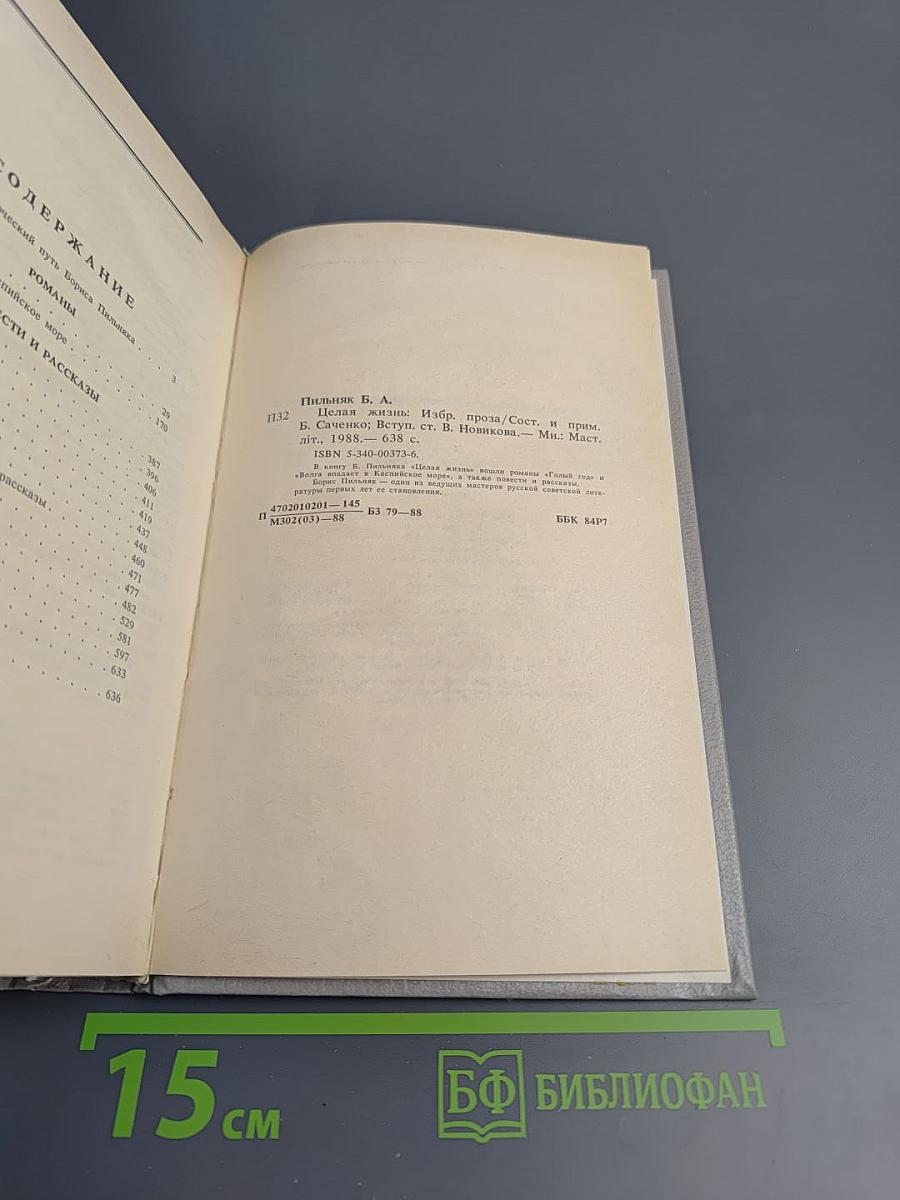 СОДЕРЖАНИЕ
путь Бориса Пильняка . . . . 3
РОМАНЫ
. . . . 29
море . . . . 170
И РАССКАЗЫ
. . . . 387
. . . . 396
. . . . 406
. . . . 411
рассказы . . . . 419
. . . . 437
. . . . 448
. . . . 460
. . . . 471
. . . . 477
. . . . 482
. . . . 529
. . . . 581
. . . . 597
. . . . 633
. . . . 636
Пильняк Б. А.
П32 Целая жизнь: Избр. проза/Сост. и прим.
Б. Саченко; Вступ. ст. В. Новикова.— Мн.: Маст.
літ., 1988.— 638 с.
ISBN 5-340-00373-6.
В книгу Б. Пильняка «Целая жизнь» вошли романы «Голый год» и
«Волга впадает в Каспийское море», а также повести и рассказы.
Борис Пильняк — один из ведущих мастеров русской советской лите-
ратуры первых лет ее становления.
П 4702010201—145 БЗ 79—88 ББК 84Р7
М302(03)—88
15 см
БФ БИБЛИОФАН